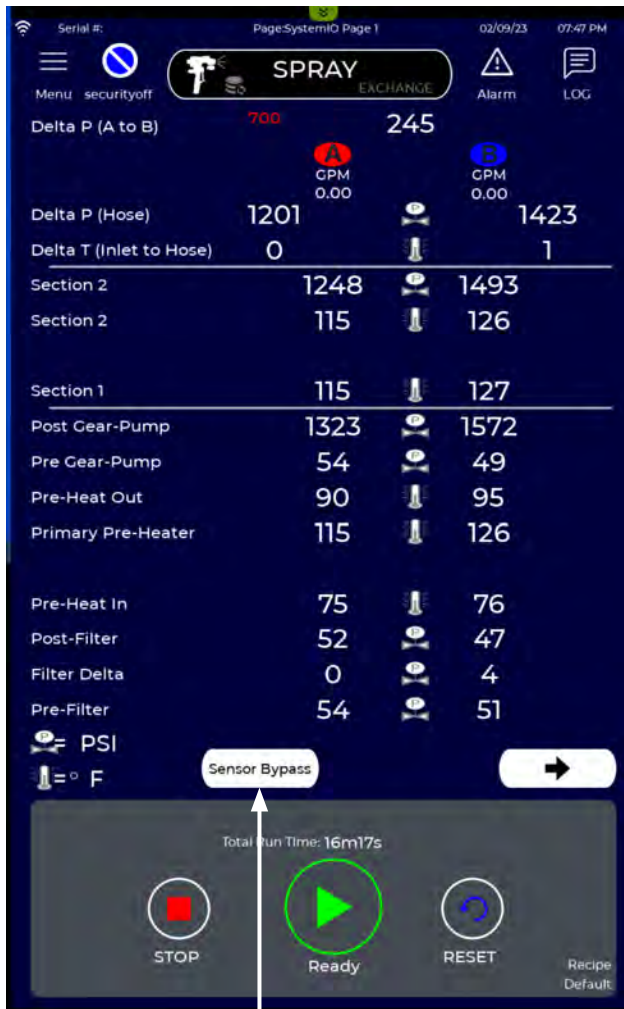 Serial #: Page:SystemIO Page 1 02/09/23 07:47 PM
Menu securityoff SPRAY EXCHANGE Alarm LOG
Delta P (A to B) 700 245
A B
GPM GPM
0.00 0.00
Delta P (Hose) 1201 P 1423
Delta T (Inlet to Hose) 0 1
Section 2 1248 P 1493
Section 2 115 126
Section 1 115 127
Post Gear-Pump 1323 P 1572
Pre Gear-Pump 54 P 49
Pre-Heat Out 90 95
Primary Pre-Heater 115 126
Pre-Heat In 75 76
Post-Filter 52 P 47
Filter Delta 0 P 4
Pre-Filter 54 P 51
P = PSI
= ° F Sensor Bypass
Total Run Time: 16m17s
STOP Ready RESET
Recipe
Default